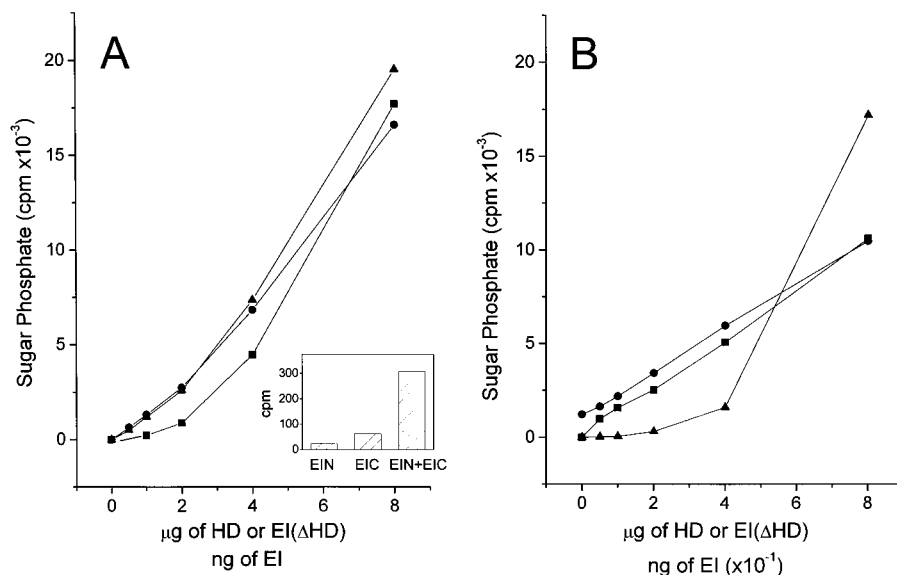 A
B
Sugar Phosphate (cpm x10⁻³)
20
15
10
5
0
0
2
4
6
8
μg of HD or EI(ΔHD)
ng of EI
cpm
300
200
100
0
EIN
EIC
EIN+EIC
Sugar Phosphate (cpm x10⁻³)
20
15
10
5
0
0
2
4
6
8
μg of HD or EI(ΔHD)
ng of EI (x10⁻¹)